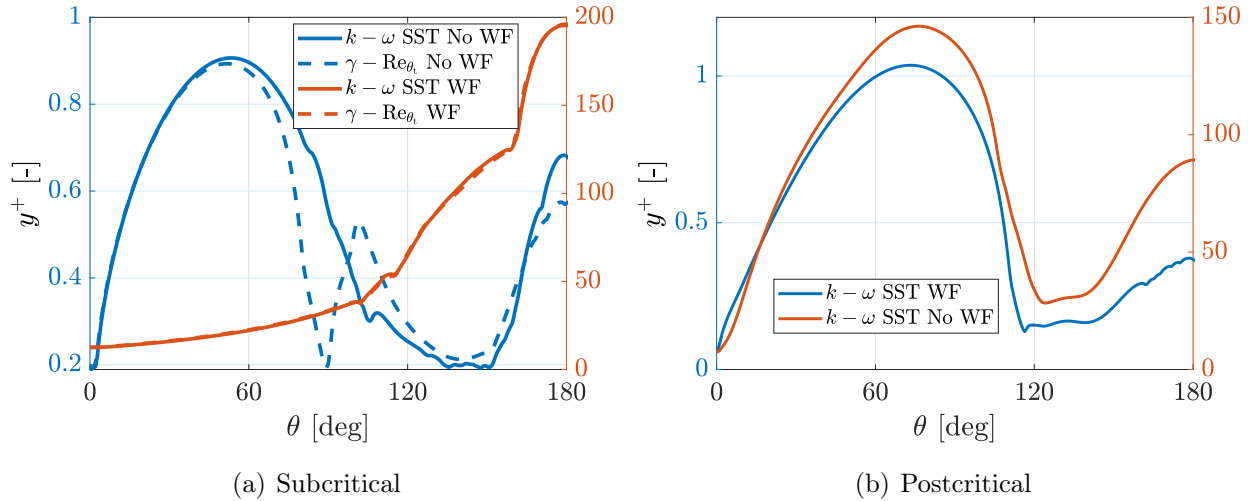 1
0.8
0.6
0.4
0.2
y⁺ [-]
200
150
100
50
0
k − ω SST No WF
γ − Re_θt No WF
k − ω SST WF
γ − Re_θt WF
0 60 120 180
θ [deg]
(a) Subcritical
1
0.5
0
y⁺ [-]
150
100
50
0
k − ω SST WF
k − ω SST No WF
0 60 120 180
θ [deg]
(b) Postcritical